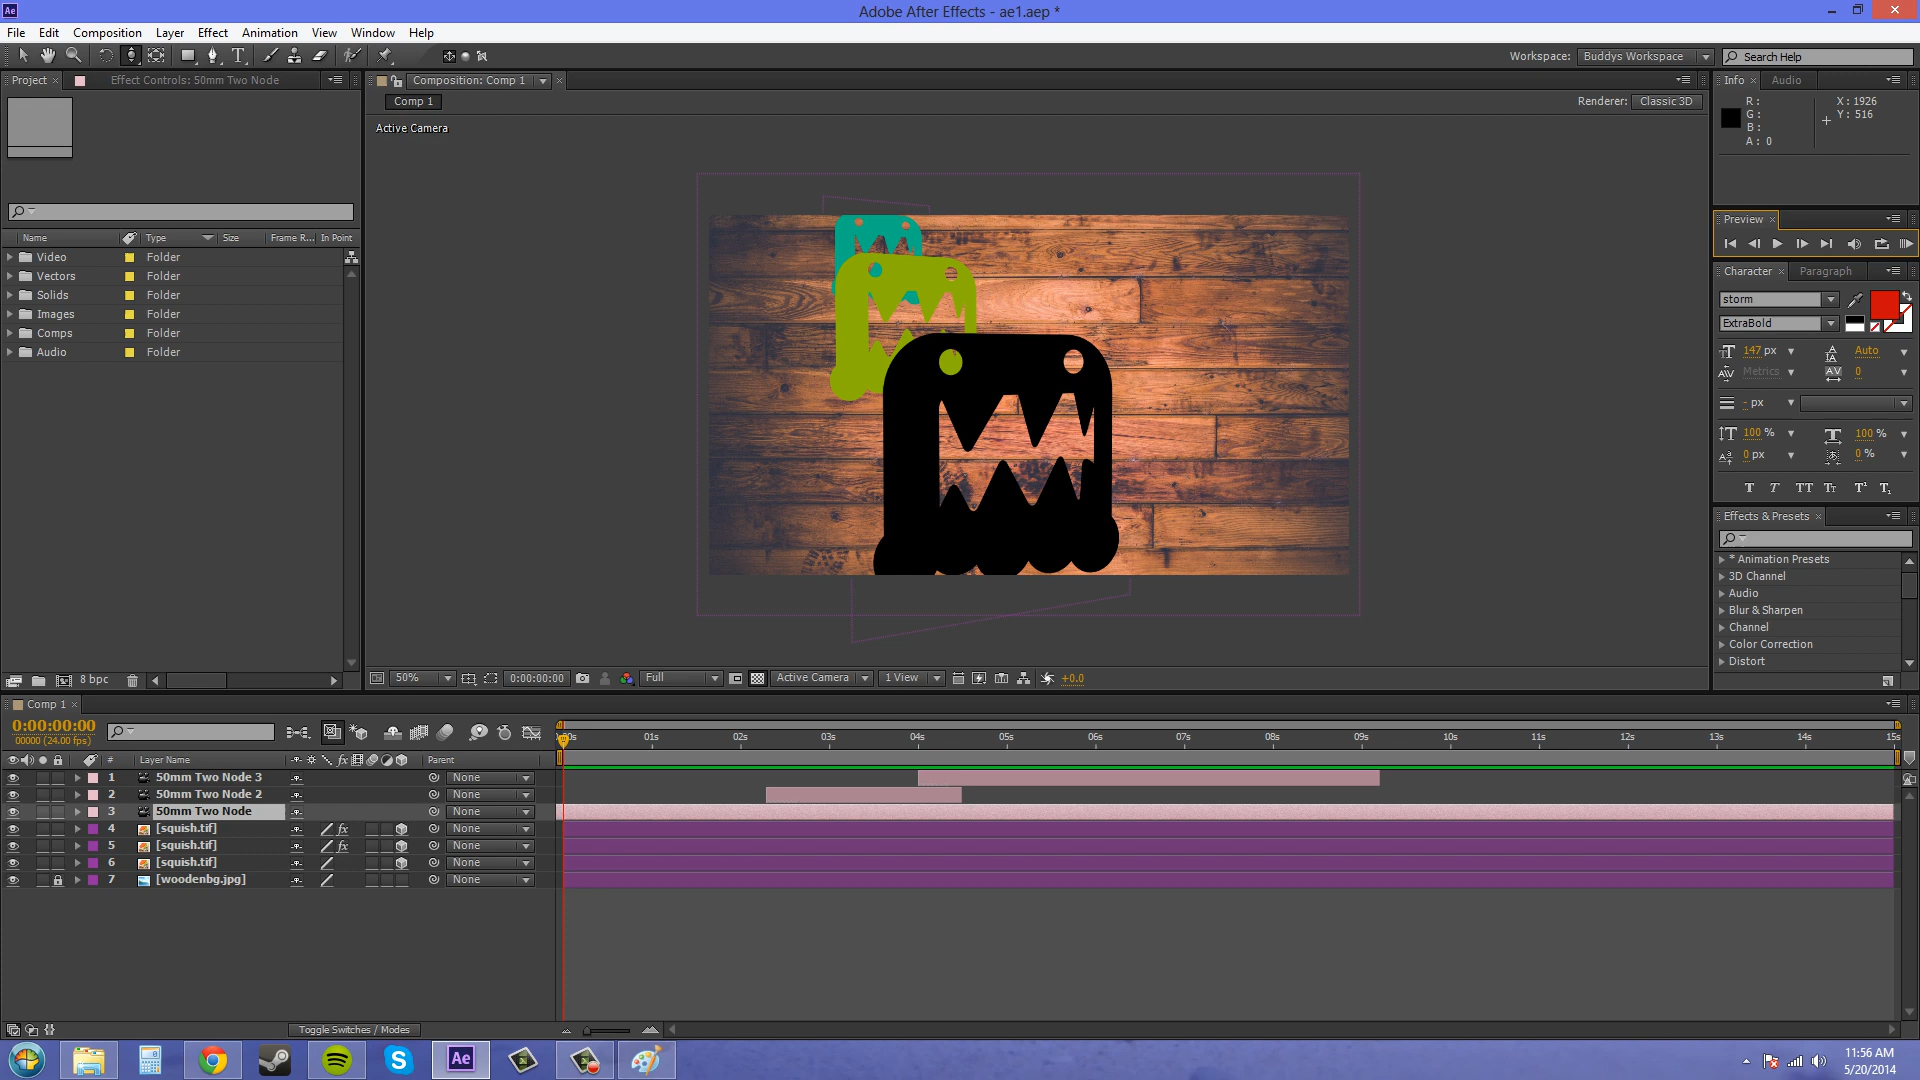 Ae
Adobe After Effects - ae1.aep *
File Edit Composition Layer Effect Animation View Window Help
Workspace: Buddys Workspace Search Help
Project × Effect Controls: 50mm Two Node
Composition: Comp 1
Comp 1
Renderer: Classic 3D
Active Camera
Info × Audio
R :
G :
B :
A : 0
X : 1926
Y : 516
Preview ×
Character × Paragraph
storm
ExtraBold
147 px Auto
Metrics 0
- px
100 % 100 %
0 px 0 %
T T TT Tt T¹ T₁
Effects & Presets ×
* Animation Presets
3D Channel
Audio
Blur & Sharpen
Channel
Color Correction
Distort
Name Type Size Frame R... In Point
Video Folder
Vectors Folder
Solids Folder
Images Folder
Comps Folder
Audio Folder
8 bpc
50% 0:00:00:00 Full Active Camera 1 View +0.0
Comp 1 ×
0:00:00:00
00000 (24.00 fps)
:00s 01s 02s 03s 04s 05s 06s 07s 08s 09s 10s 11s 12s 13s 14s 15s
# Layer Name Parent
1 50mm Two Node 3 None
2 50mm Two Node 2 None
3 50mm Two Node None
4 [squish.tif] fx None
5 [squish.tif] fx None
6 [squish.tif] None
7 [woodenbg.jpg] None
Toggle Switches / Modes
Ae
11:56 AM
5/20/2014